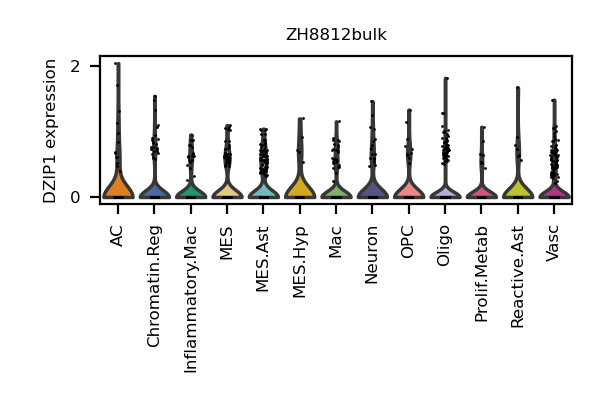 ZH8812bulk
DZIP1 expression
2
0
AC
Chromatin.Reg
Inflammatory.Mac
MES
MES.Ast
MES.Hyp
Mac
Neuron
OPC
Oligo
Prolif.Metab
Reactive.Ast
Vasc